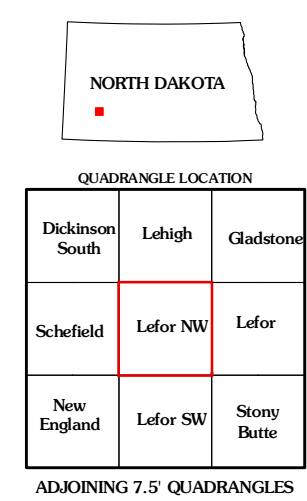 NORTH DAKOTA
QUADRANGLE LOCATION
Dickinson
South
Lehigh
Gladstone
Schefield
Lefor NW
Lefor
New
England
Lefor SW
Stony
Butte
ADJOINING 7.5' QUADRANGLES